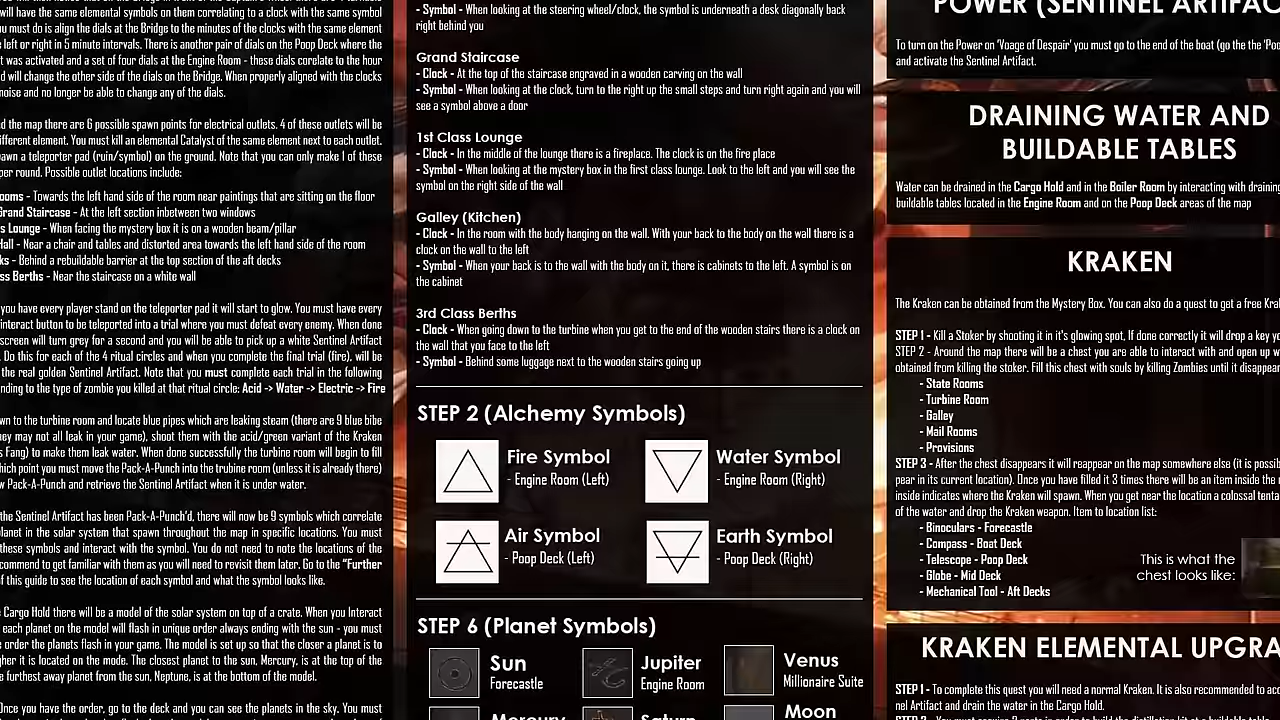 will have the same elemental symbols on them correlating to a clock with the same symbol
u must do is align the dials at the Bridge to the minutes of the clocks with the same element
left or right in 5 minute intervals. There is another pair of dials on the Poop Deck where the
t was activated and a set of four dials at the Engine Room - these dials corelate to the hour
d will change the other side of the dials on the Bridge. When properly aligned with the clocks
noise and no longer be able to change any of the dials.
d the map there are 6 possible spawn points for electrical outlets. 4 of these outlets will be
ifferent element. You must kill an elemental Catalyst of the same element next to each outlet.
awn a teleporter pad (ruin/symbol) on the ground. Note that you can only make 1 of these
per round. Possible outlet locations include:
ooms - Towards the left hand side of the room near paintings that are sitting on the floor
Grand Staircase - At the left section inbetween two windows
s Lounge - When facing the mystery box it is on a wooden beam/pillar
Hall - Near a chair and tables and distorted area towards the left hand side of the room
ks - Behind a rebuildable barrier at the top section of the aft decks
ss Berths - Near the staircase on a white wall
you have every player stand on the teleporter pad it will start to glow. You must have every
interact button to be teleported into a trial where you must defeat every enemy. When done
screen will turn grey for a second and you will be able to pick up a white Sentinel Artifact
. Do this for each of the 4 ritual circles and when you complete the final trial (fire), will be
the real golden Sentinel Artifact. Note that you must complete each trial in the following
nding to the type of zombie you killed at that ritual circle: Acid -> Water -> Electric -> Fire
wn to the turbine room and locate blue pipes which are leaking steam (there are 9 blue bibe
hey may not all leak in your game), shoot them with the acid/green variant of the Kraken
s Fang) to make them leak water. When done successfully the turbine room will begin to fill
hich point you must move the Pack-A-Punch into the trubine room (unless it is already there)
w Pack-A-Punch and retrieve the Sentinel Artifact when it is under water.
the Sentinel Artifact has been Pack-A-Punch'd, there will now be 9 symbols which correlate
planet in the solar system that spawn throughout the map in specific locations. You must
these symbols and interact with the symbol. You do not need to note the locations of the
commend to get familiar with them as you will need to revisit them later. Go to the "Further
of this guide to see the location of each symbol and what the symbol looks like.
Cargo Hold there will be a model of the solar system on top of a crate. When you Interact
each planet on the model will flash in unique order always ending with the sun - you must
e order the planets flash in your game. The model is set up so that the closer a planet is to
gher it is located on the mode. The closest planet to the sun, Mercury, is at the top of the
e furthest away planet from the sun, Neptune, is at the bottom of the model.
Once you have the order, go to the deck and you can see the planets in the sky. You must
- Symbol - When looking at the steering wheel/clock, the symbol is underneath a desk diagonally back
right behind you
Grand Staircase
- Clock - At the top of the staircase engraved in a wooden carving on the wall
- Symbol - When looking at the clock, turn to the right up the small steps and turn right again and you will
see a symbol above a door
1st Class Lounge
- Clock - In the middle of the lounge there is a fireplace. The clock is on the fire place
- Symbol - When looking at the mystery box in the first class lounge. Look to the left and you will see the
symbol on the right side of the wall
Galley (Kitchen)
- Clock - In the room with the body hanging on the wall. With your back to the body on the wall there is a
clock on the wall to the left
- Symbol - When your back is to the wall with the body on it, there is cabinets to the left. A symbol is on
the cabinet
3rd Class Berths
- Clock - When going down to the turbine when you get to the end of the wooden stairs there is a clock on
the wall that you face to the left
- Symbol - Behind some luggage next to the wooden stairs going up
STEP 2 (Alchemy Symbols)
Fire Symbol
- Engine Room (Left)
Water Symbol
- Engine Room (Right)
Air Symbol
- Poop Deck (Left)
Earth Symbol
- Poop Deck (Right)
STEP 6 (Planet Symbols)
Sun
Forecastle
Jupiter
Engine Room
Venus
Millionaire Suite
Mercury
Saturn
Moon
POWER (SENTINEL ARTIFAC
To turn on the Power on 'Voage of Despair' you must go to the end of the boat (go the the 'Poo
and activate the Sentinel Artifact.
DRAINING WATER AND
BUILDABLE TABLES
Water can be drained in the Cargo Hold and in the Boiler Room by interacting with draining
buildable tables located in the Engine Room and on the Poop Deck areas of the map
KRAKEN
The Kraken can be obtained from the Mystery Box. You can also do a quest to get a free Kra
STEP 1 - Kill a Stoker by shooting it in it's glowing spot. If done correctly it will drop a key yo
STEP 2 - Around the map there will be a chest you are able to interact with and open up w
obtained from killing the stoker. Fill this chest with souls by killing Zombies until it disappear
- State Rooms
- Turbine Room
- Galley
- Mail Rooms
- Provisions
STEP 3 - After the chest disappears it will reappear on the map somewhere else (it is possib
pear in its current location). Once you have filled it 3 times there will be an item inside the
inside indicates where the Kraken will spawn. When you get near the location a colossal tenta
of the water and drop the Kraken weapon. Item to location list:
- Binoculars - Forecastle
- Compass - Boat Deck
- Telescope - Poop Deck
- Globe - Mid Deck
- Mechanical Tool - Aft Decks
This is what the
chest looks like:
KRAKEN ELEMENTAL UPGRA
STEP 1 - To complete this quest you will need a normal Kraken. It is also recommended to ac
nel Artifact and drain the water in the Cargo Hold.